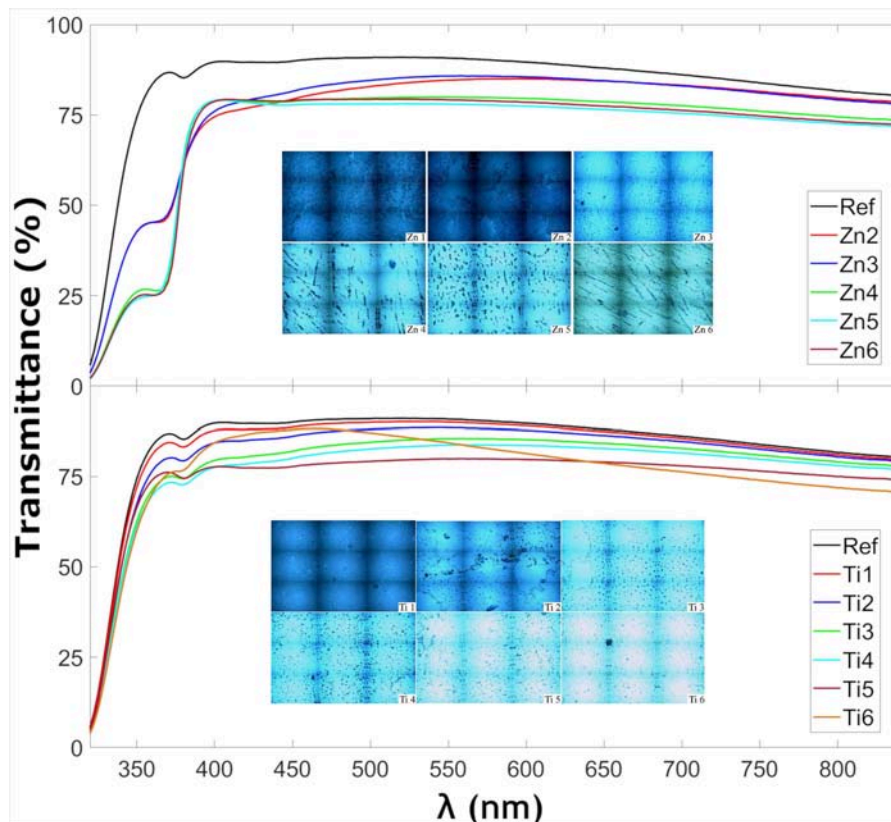 Transmittance (%)
100
75
50
25
0
Zn 1
Zn 2
Zn 3
Zn 4
Zn 5
Zn 6
Ref
Zn2
Zn3
Zn4
Zn5
Zn6
75
50
25
0
Ti 1
Ti 2
Ti 3
Ti 4
Ti 5
Ti 6
Ref
Ti1
Ti2
Ti3
Ti4
Ti5
Ti6
350 400 450 500 550 600 650 700 750 800
λ (nm)